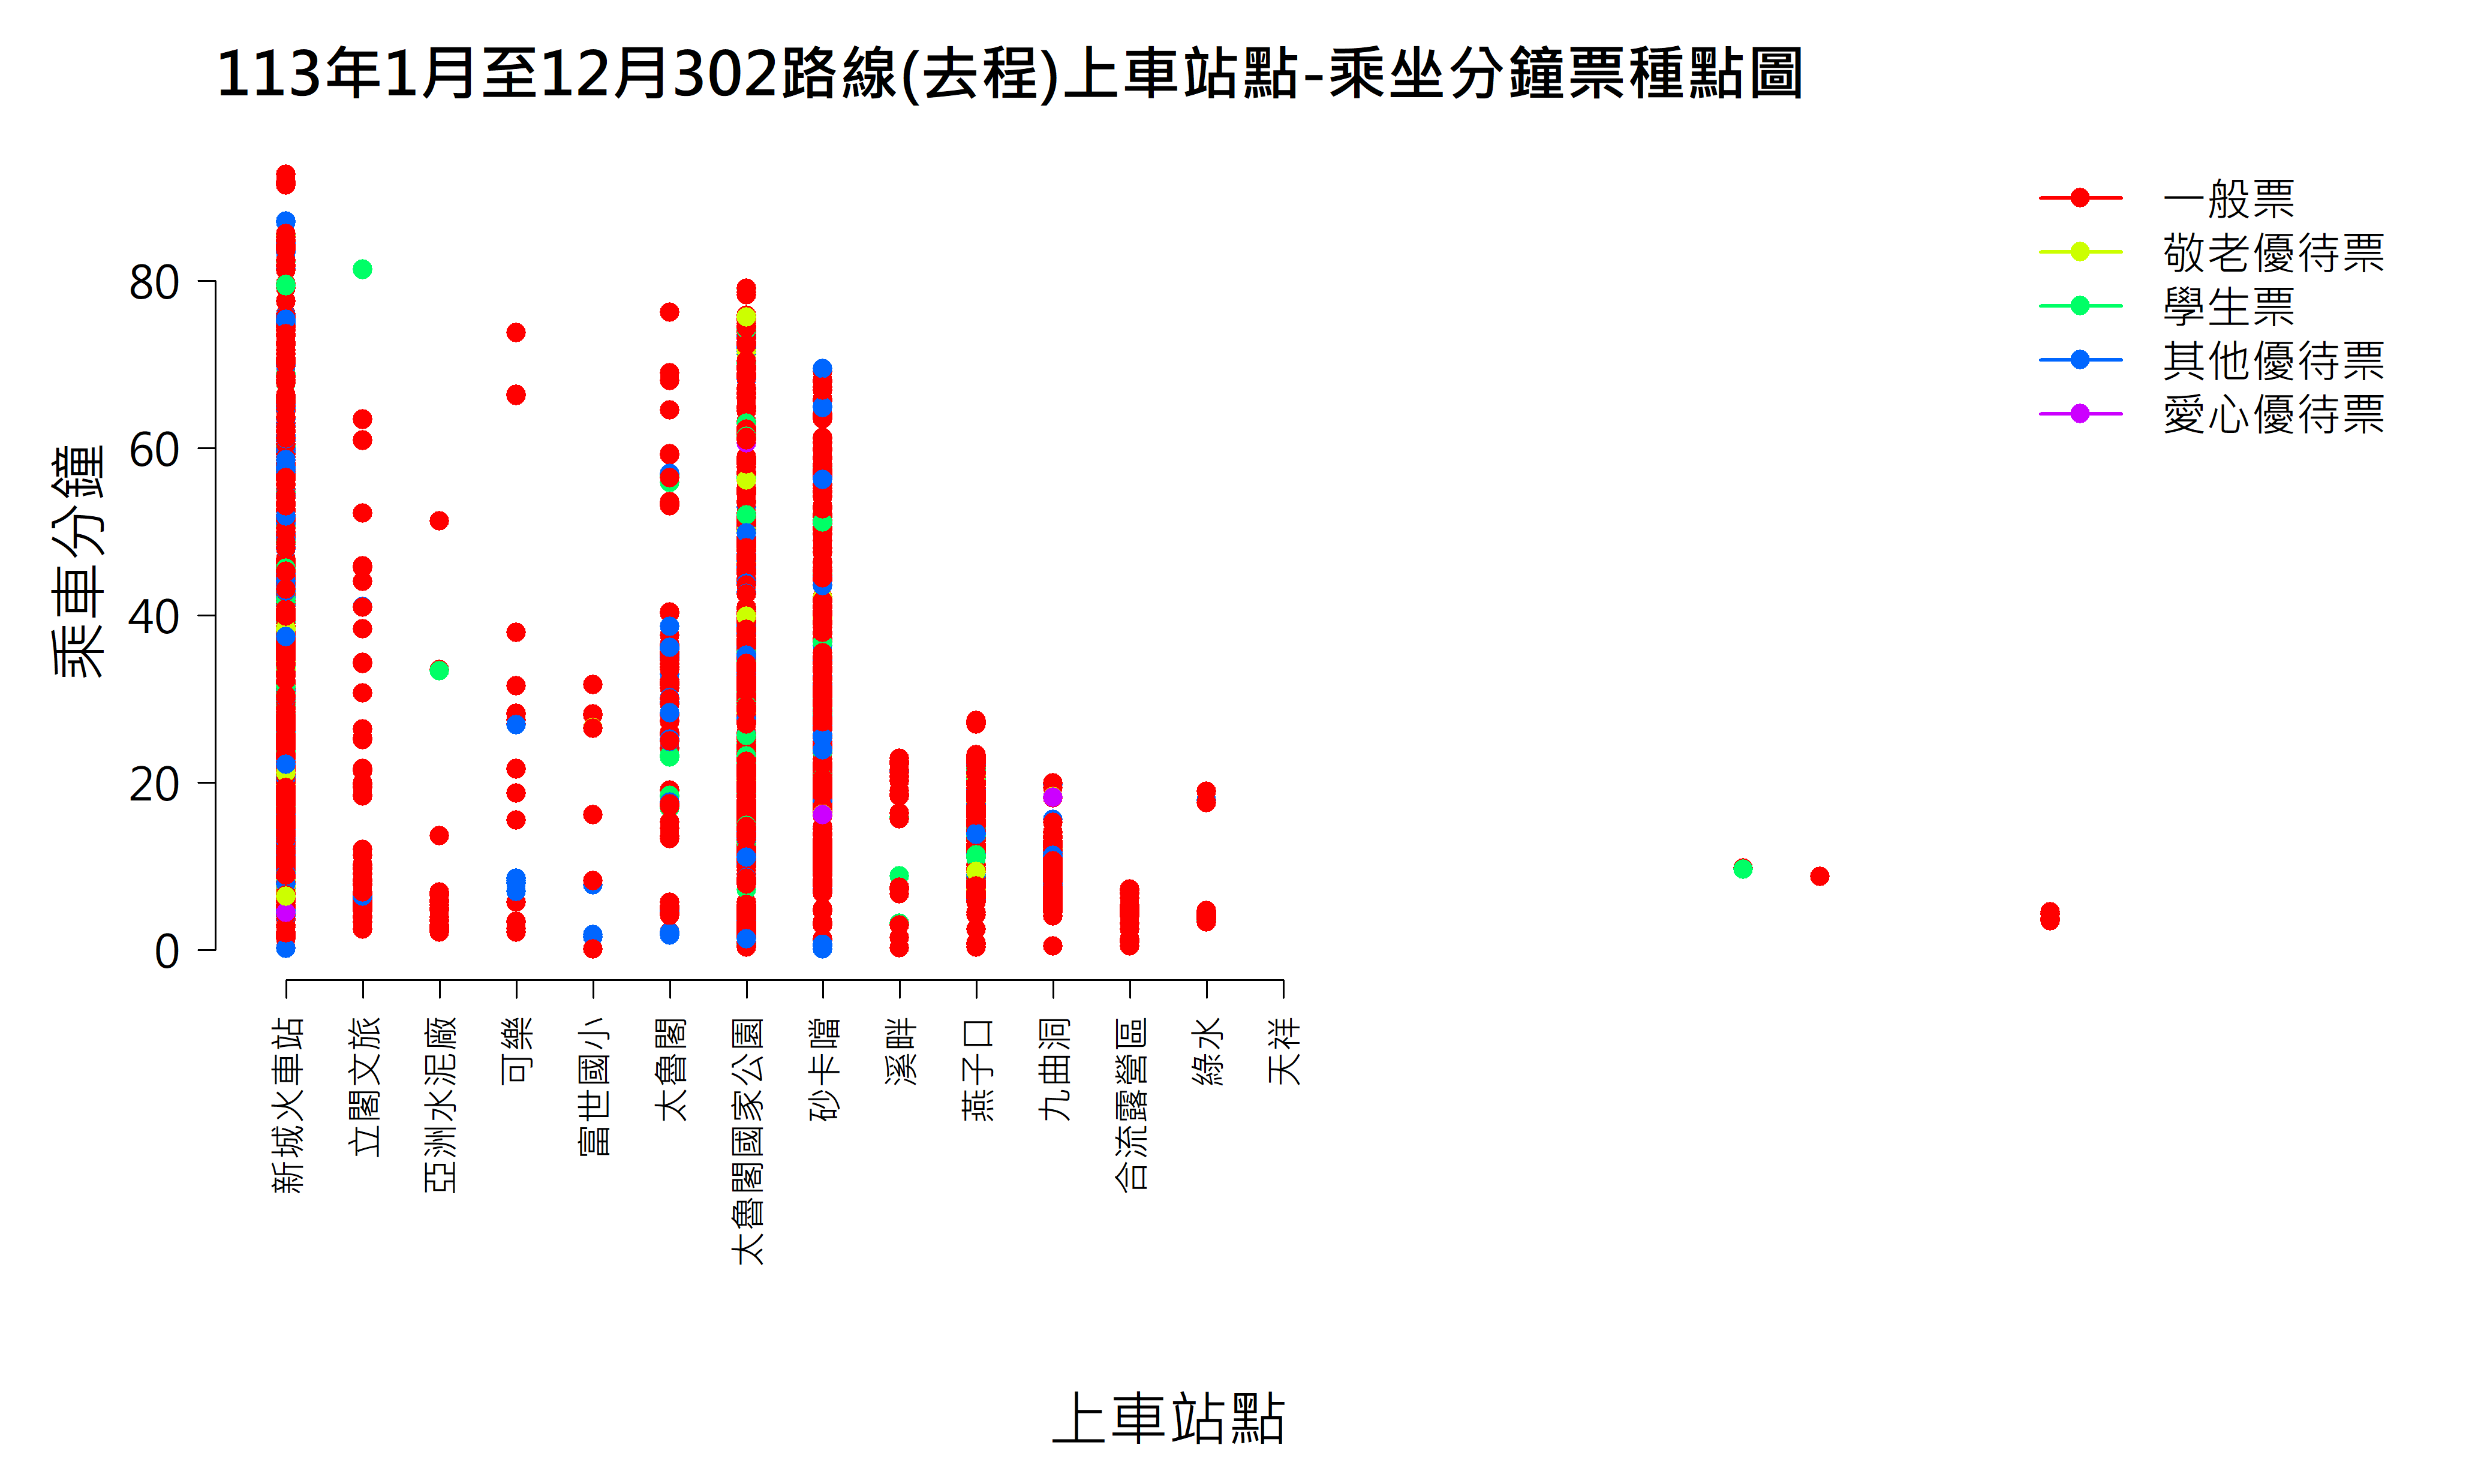 113年1月至12月302路線(去程)上車站點-乘坐分鐘票種點圖
一般票
敬老優待票
學生票
其他優待票
愛心優待票
乘車分鐘
80
60
40
20
0
新城火車站
立閣文旅
亞洲水泥廠
可樂
富世國小
太魯閣
太魯閣國家公園
砂卡噹
溪畔
燕子口
九曲洞
合流露營區
綠水
天祥
上車站點